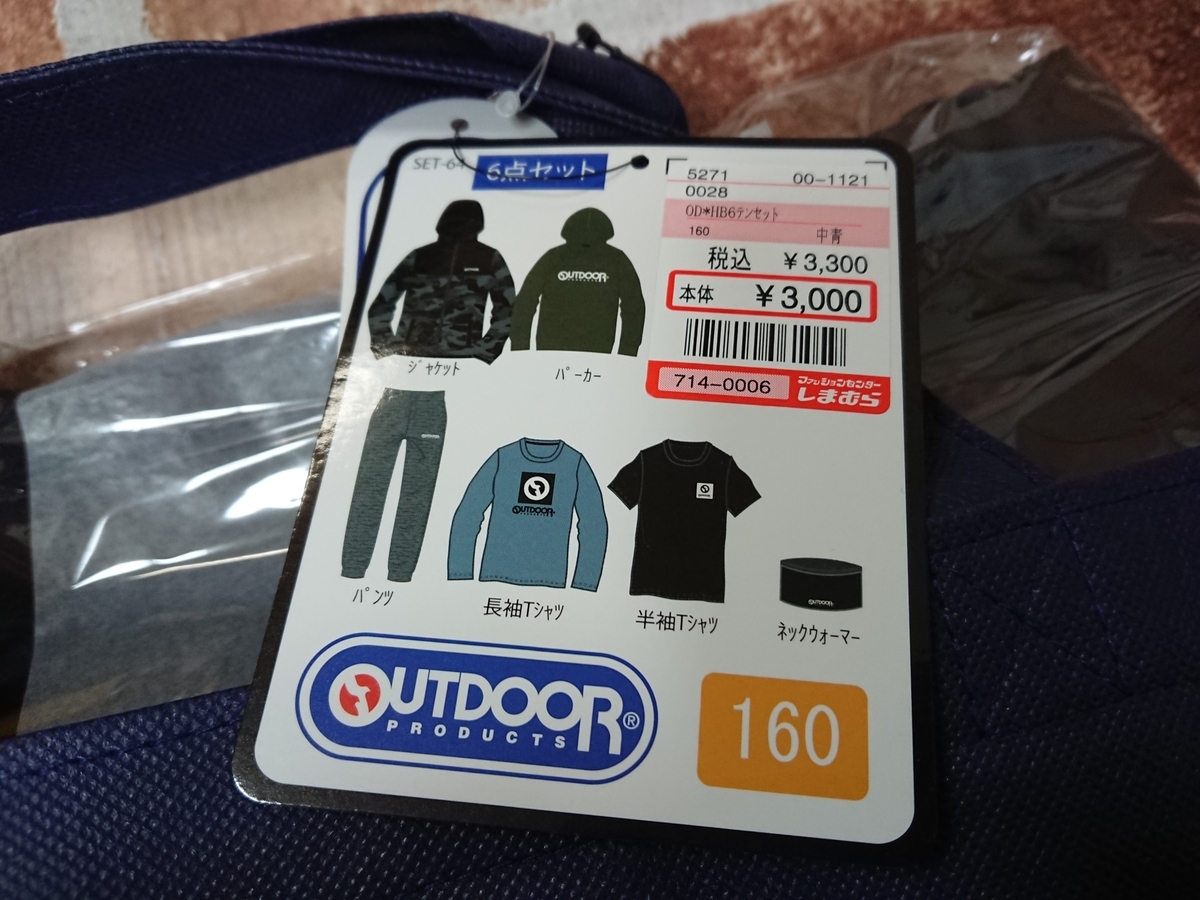 SET-64
6点セット
5271 00-1121
0028
OD*HB6テンセット
160 中青
税込 ¥3,300
本体 ¥3,000
714-0006
ファッションセンター
しまむら
OUTDOOR
ジャケット
パーカー
OUTDOOR
OUTDOOR
パンツ
長袖Tシャツ
半袖Tシャツ
OUTDOOR
ネックウォーマー
OUTDOOR®
PRODUCTS
160